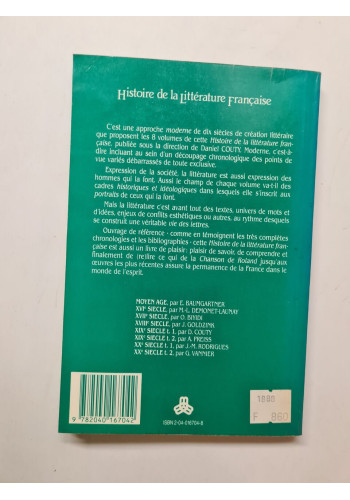 Histoire de la Littérature Française
C'est une approche moderne de dix siècles de création littéraire
que proposent les 8 volumes de cette Histoire de la littérature fran-
çaise, publiée sous la direction de Daniel COUTY. Moderne, c'est-à-
dire incluant au sein d'un découpage chronologique des points de
vue variés débarrassés de toute exclusive.
Expression de la société, la littérature est aussi expression des
hommes qui la font. Aussi le champ de chaque volume va-t-il des
cadres historiques et idéologiques dans lesquels elle s'inscrit aux
portraits de ceux qui la font.
Mais la littérature c'est avant tout des textes, univers de mots et
d'idées, enjeux de conflits esthétiques ou autres, au rythme desquels
se construit une véritable vie des lettres.
Ouvrage de référence - comme en témoignent les très complètes
chronologies et les bibliographies - cette Histoire de la littérature fran-
çaise est aussi un livre de plaisir : plaisir de savoir, de comprendre et
finalement de (re)lire ce qui de la Chanson de Roland jusqu'aux
œuvres les plus récentes assure la permanence de la France dans le
monde de l'esprit.
MOYEN AGE, par E. BAUMGARTNER
XVIᵉ SIÈCLE, par M.-L. DEMONET-LAUNAY
XVIIᵉ SIÈCLE, par O. BIYIDI
XVIIIᵉ SIÈCLE, par J. GOLDZINK
XIXᵉ SIÈCLE t. 1, par D. COUTY
XIXᵉ SIÈCLE t. 2, par A. PREISS
XXᵉ SIÈCLE t. 1, par J.-M. RODRIGUES
XXᵉ SIÈCLE t. 2, par G. VANNIER
9 782040 167042
ISBN 2-04-016704-8
1880
F 860